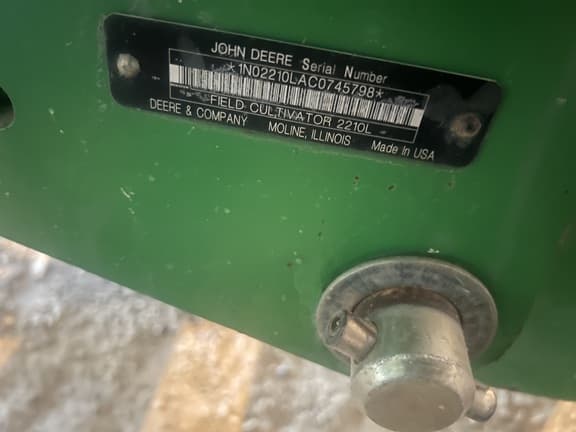 JOHN DEERE Serial Number
*1N02210LAC0745798*
FIELD CULTIVATOR 2210L
DEERE & COMPANY MOLINE, ILLINOIS Made in USA